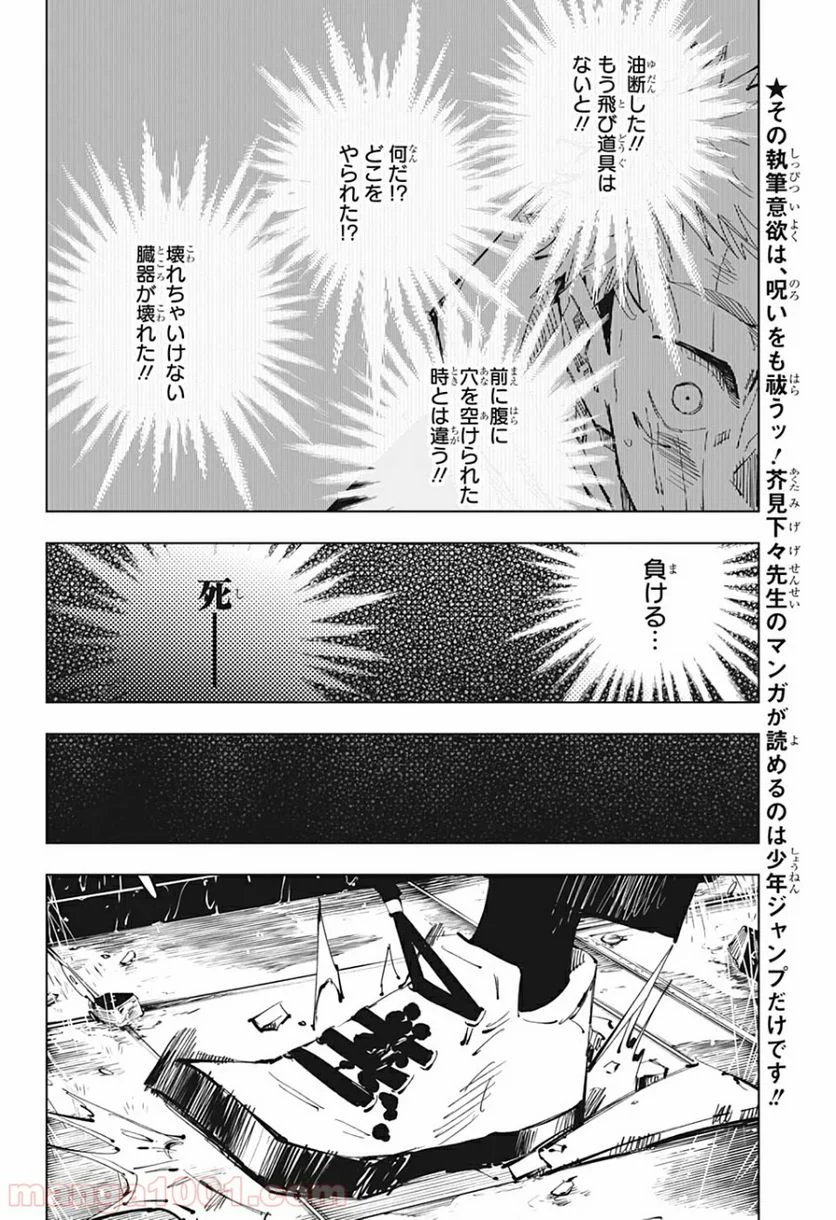 ★その執筆意欲は、呪いをも祓うッ!芥見下々先生のマンガが読めるのは少年ジャンプだけです!!
油断した!!
もう飛び道具は
ないと!!
何だ!?
どこを
やられた!?
壊れちゃいけない
臓器が壊れた!!
前に腹に
穴を空けられた
時とは違う!!
負ける…
死──
manga1001.com